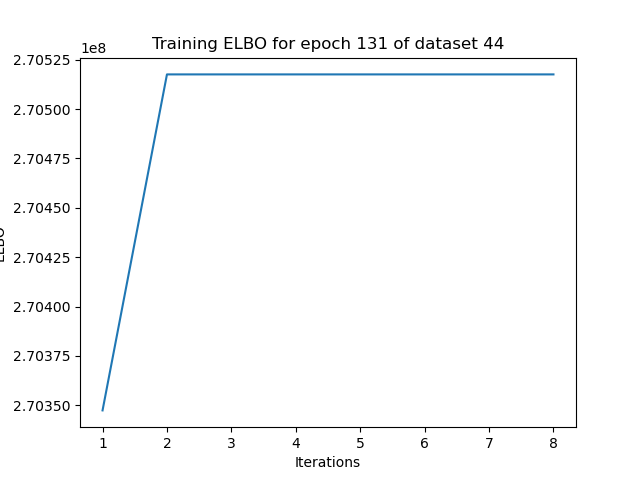 Training ELBO for epoch 131 of dataset 44
1e8
2.70525
2.70500
2.70475
2.70450
2.70425
2.70400
2.70375
2.70350
ELBO
1 2 3 4 5 6 7 8
Iterations